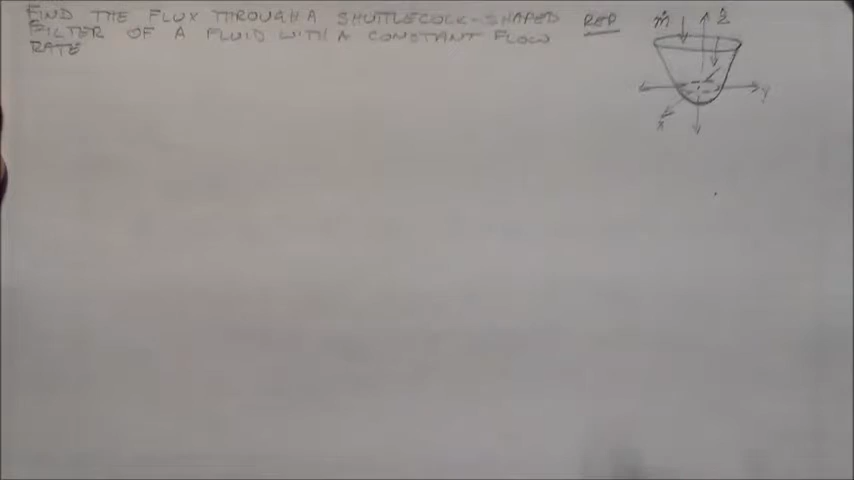 FIND THE FLUX THROUGH A SHUTTLECOCK-SHAPED REP
FILTER OF A FLUID WITH A CONSTANT FLOW
RATE
ṁ ẑ
y
x